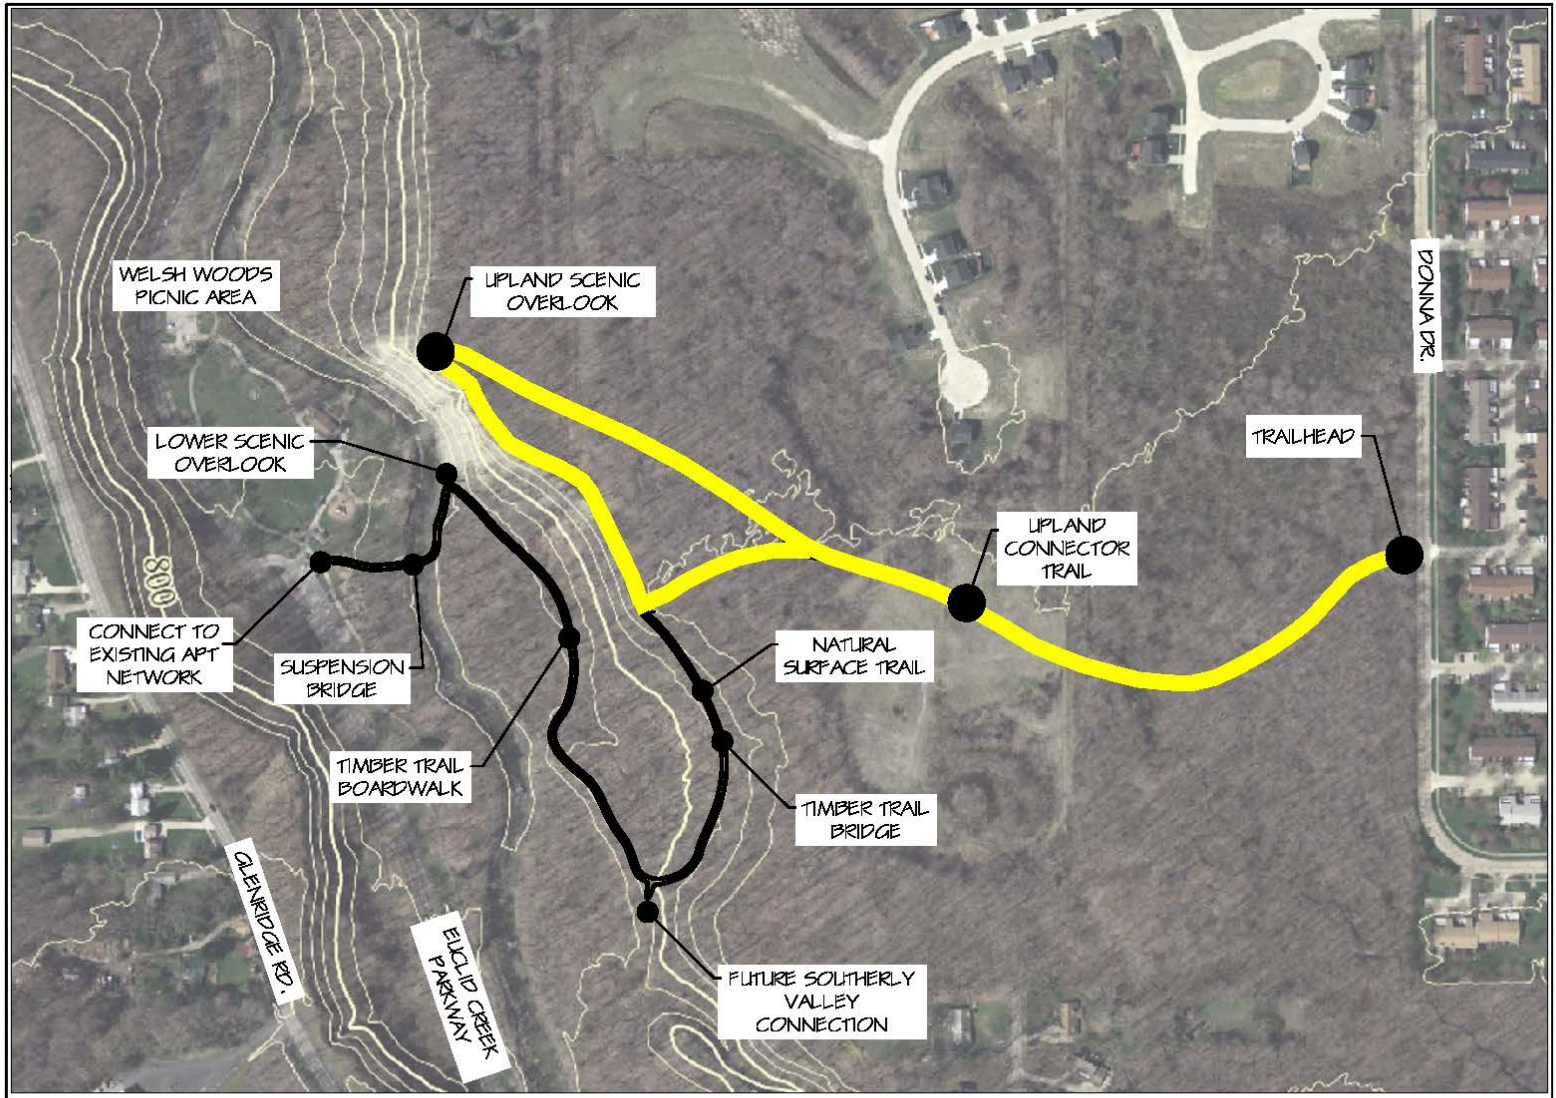 WELSH WOODS
PICNIC AREA
UPLAND SCENIC
OVERLOOK
DONNA DR.
LOWER SCENIC
OVERLOOK
TRAILHEAD
UPLAND
CONNECTOR
TRAIL
800
CONNECT TO
EXISTING APT
NETWORK
SUSPENSION
BRIDGE
NATURAL
SURFACE TRAIL
TIMBER TRAIL
BOARDWALK
TIMBER TRAIL
BRIDGE
GLENRIDGE RD.
EUCLID CREEK
PARKWAY
FUTURE SOUTHERLY
VALLEY
CONNECTION